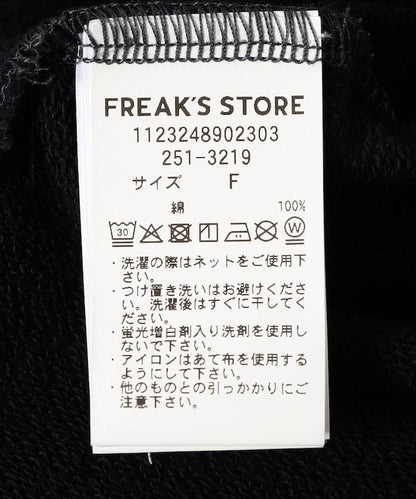 FREAK'S STORE
1123248902303
251-3219
サイズ F
綿 100%
30 W
・洗濯の際はネットをご使用下
さい。
・つけ置き洗いはお避けくださ
い。洗濯後はすぐに干してく
ださい。
・蛍光増白剤入り洗剤を使用し
ないで下さい。
・アイロンはあて布を使用する
ようにして下さい。
・他のものとの引っかかりにご
注意下さい。